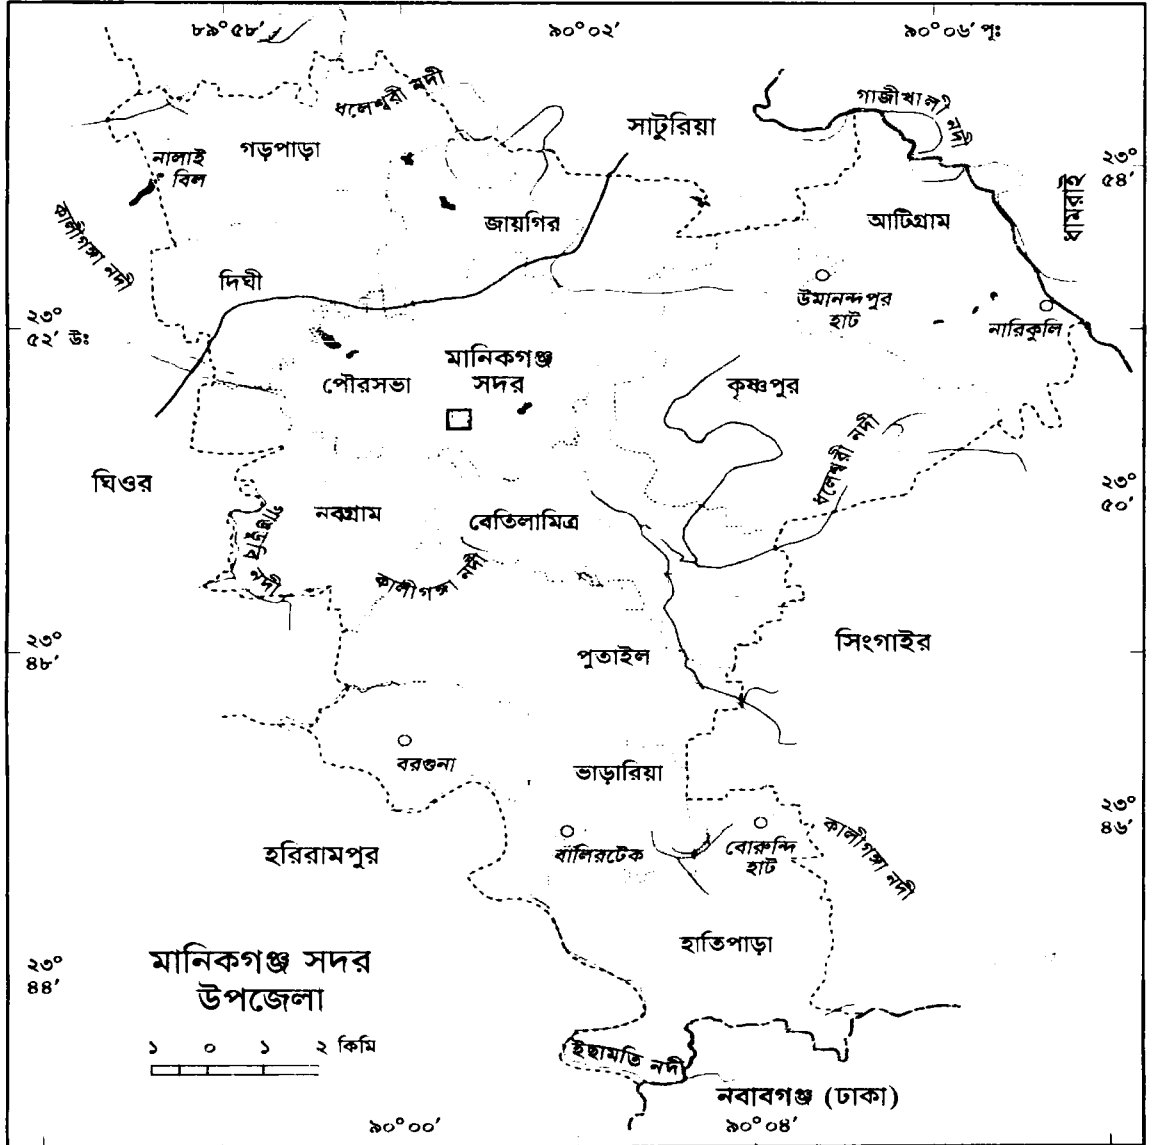 ৮৯°৫৮′
৯০°০২′
৯০°০৬′ পূঃ
ধলেশ্বরী নদী
গাজীখালী নদী
সাটুরিয়া
গড়পাড়া
নালাই
বিল
২৩°
৫৪′
ধামরাই
কালীগঙ্গা নদী
জায়গির
আটিগ্রাম
দিঘী
উমানন্দপুর
হাট
নারিকুলি
২৩°
৫২′ উঃ
মানিকগঞ্জ
সদর
পৌরসভা
কৃষ্ণপুর
ধলেশ্বরী নদী
ঘিওর
২৩°
৫০′
নবগ্রাম
বেতিলামিত্র
নদী
কালীগঙ্গা নদী
২৩°
৪৮′
পুতাইল
সিংগাইর
বরগুনা
ভাড়ারিয়া
২৩°
৪৬′
কালীগঙ্গা নদী
হরিরামপুর
বালিরটেক
বোরুন্দি
হাট
হাতিপাড়া
মানিকগঞ্জ সদর
উপজেলা
২৩°
৪৪′
১ ০ ১ ২ কিমি
ইছামতি নদী
নবাবগঞ্জ (ঢাকা)
৯০°০০′
৯০°০৪′